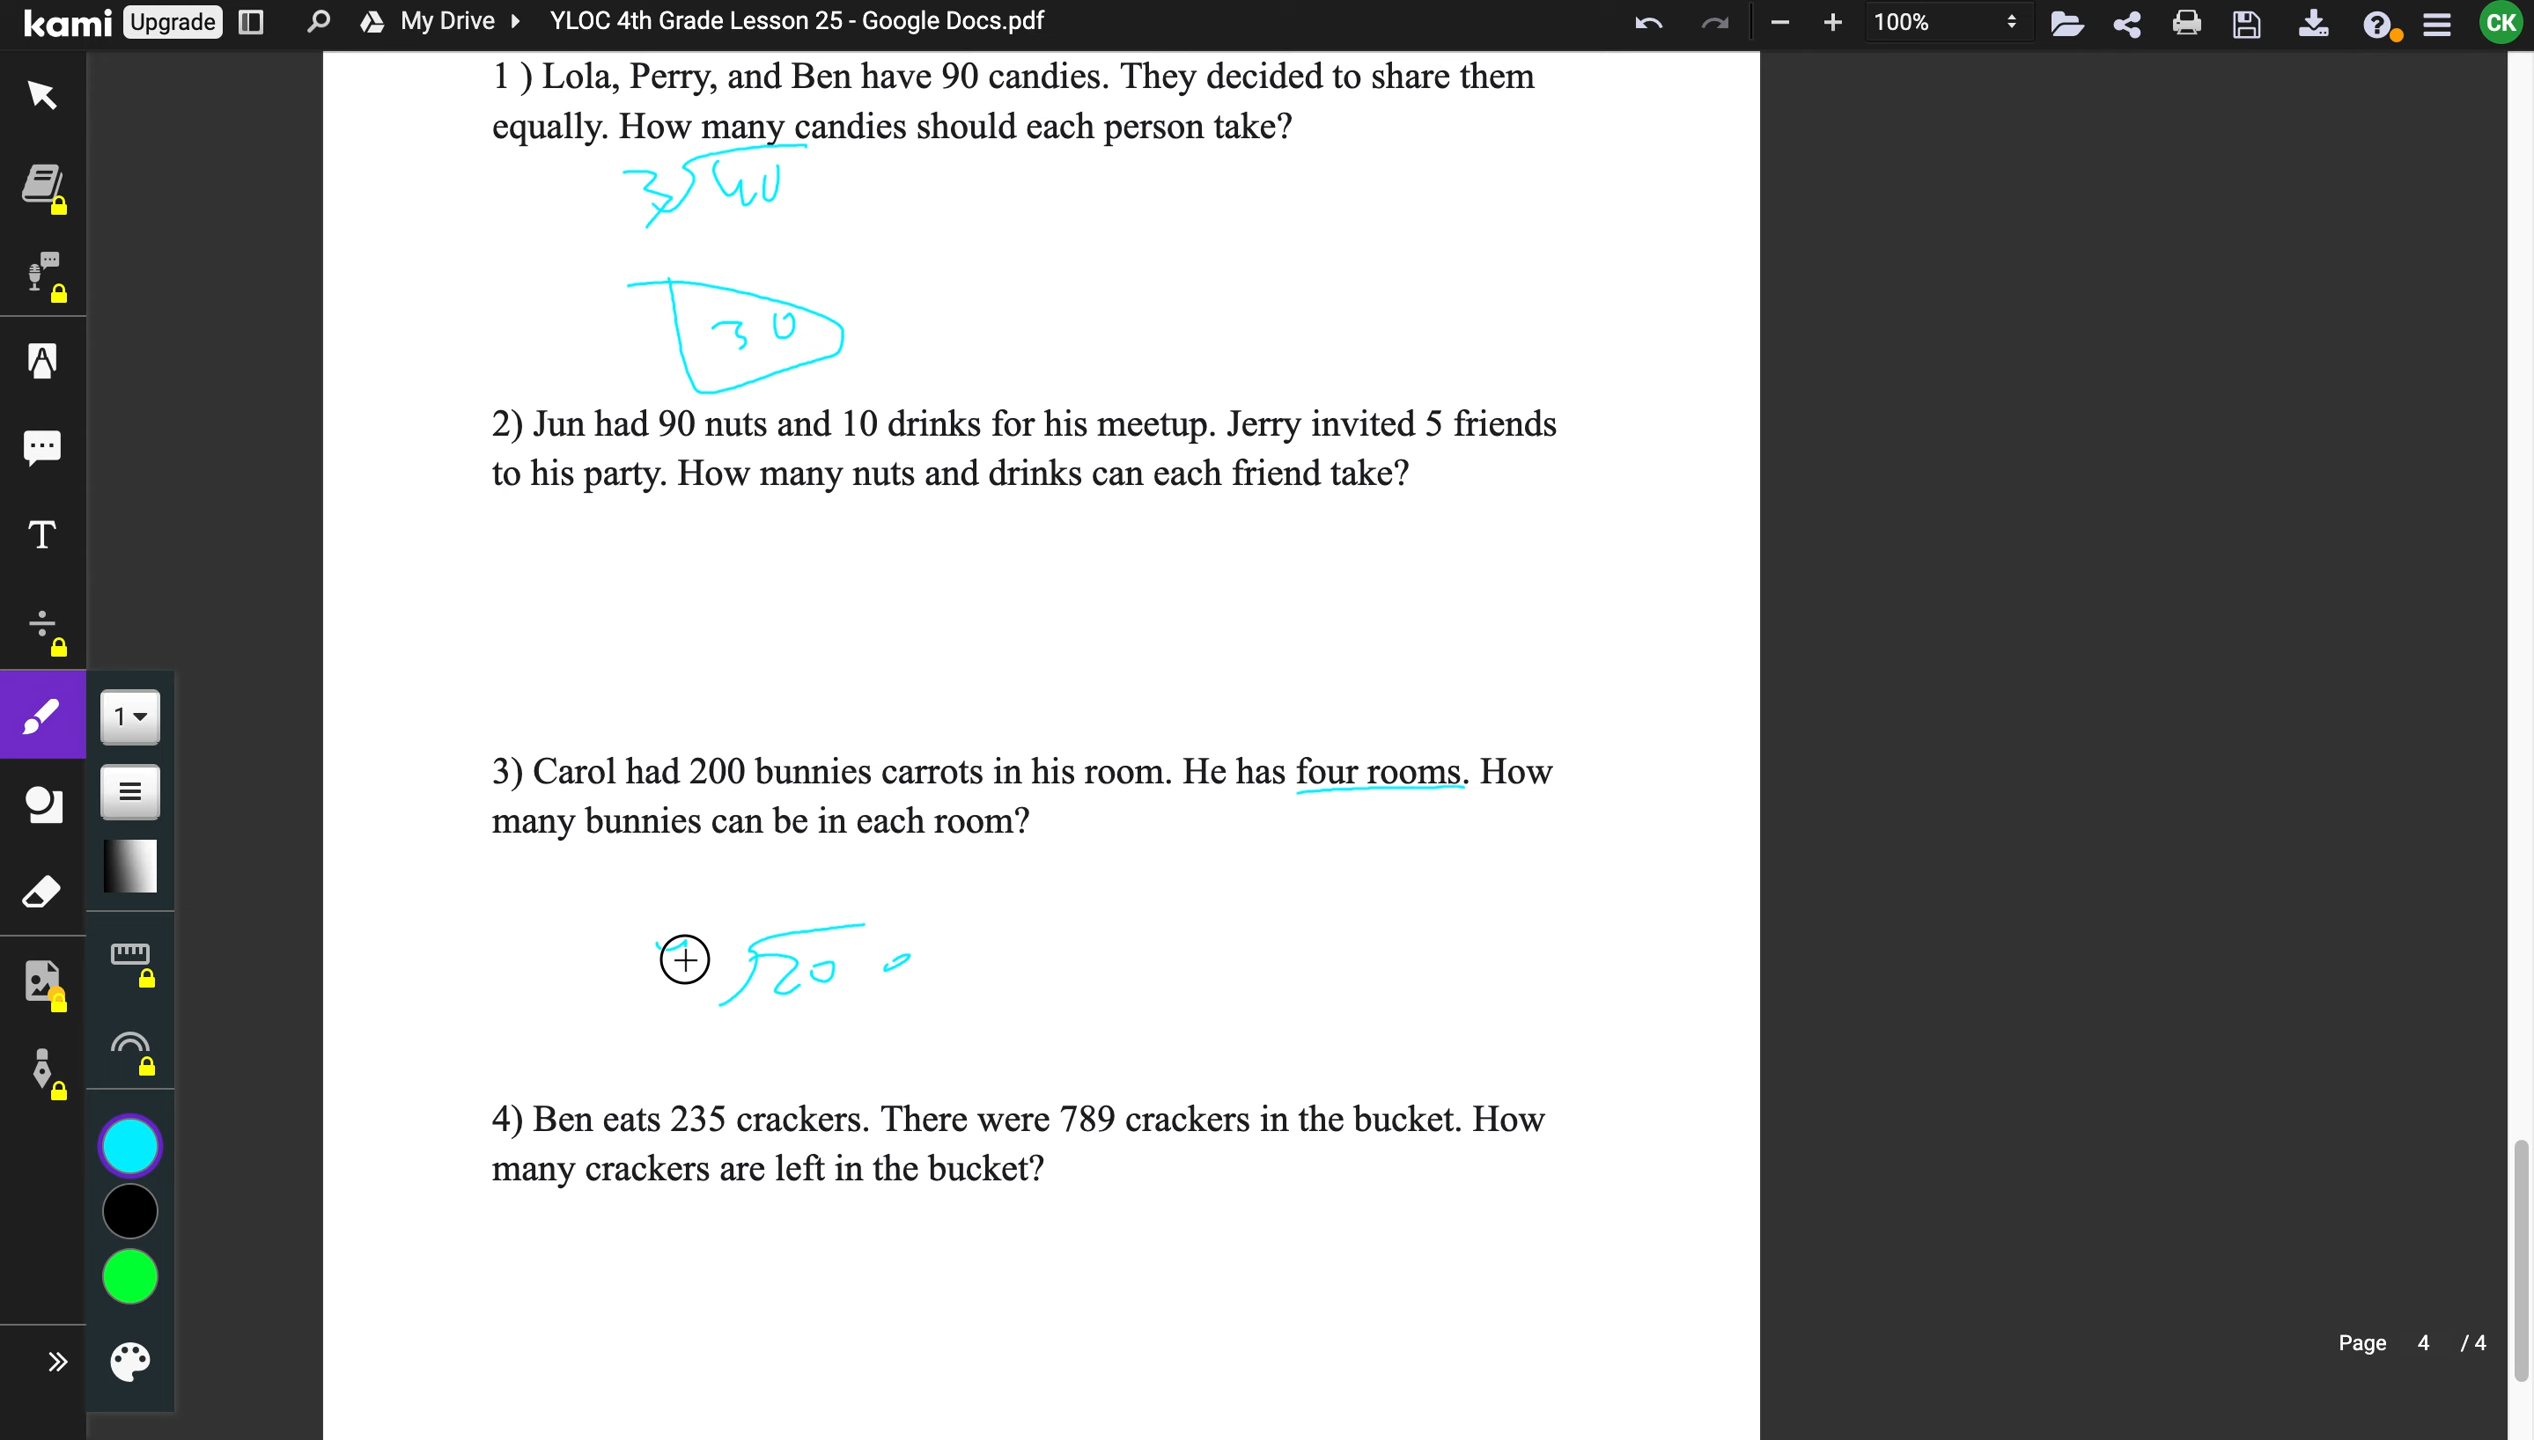 kami Upgrade My Drive YLOC 4th Grade Lesson 25 - Google Docs.pdf 100% CK
1 ) Lola, Perry, and Ben have 90 candies. They decided to share them
equally. How many candies should each person take?
3 40
30
2) Jun had 90 nuts and 10 drinks for his meetup. Jerry invited 5 friends
to his party. How many nuts and drinks can each friend take?
1
3) Carol had 200 bunnies carrots in his room. He has four rooms. How
many bunnies can be in each room?
200
4) Ben eats 235 crackers. There were 789 crackers in the bucket. How
many crackers are left in the bucket?
Page 4 / 4